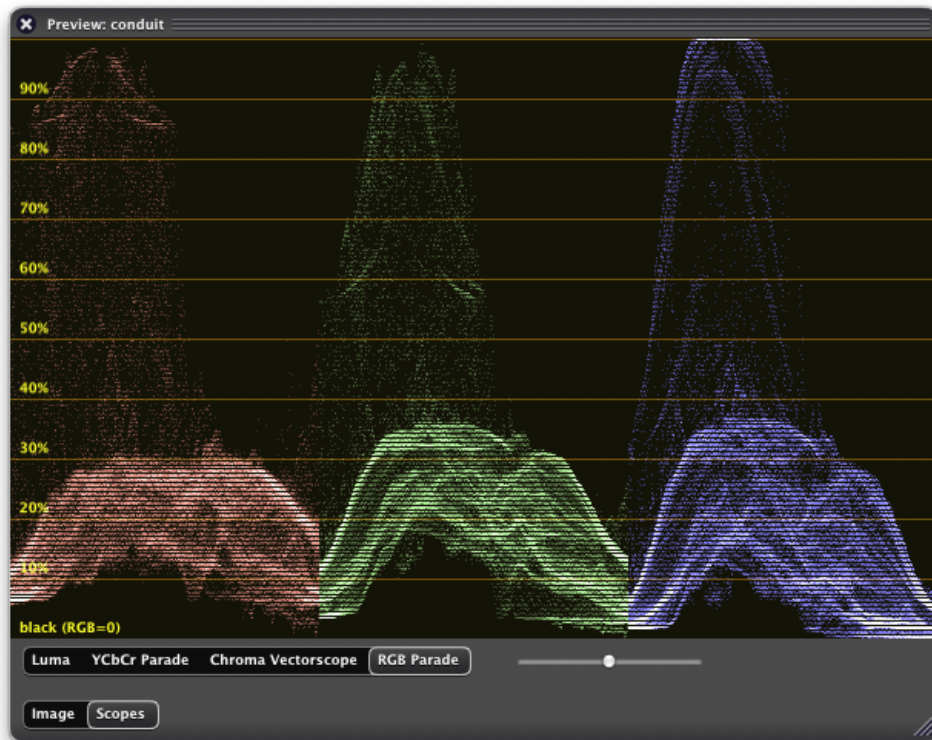 Preview: conduit
90%
80%
70%
60%
50%
40%
30%
20%
10%
black (RGB=0)
Luma YCbCr Parade Chroma Vectorscope RGB Parade
Image Scopes